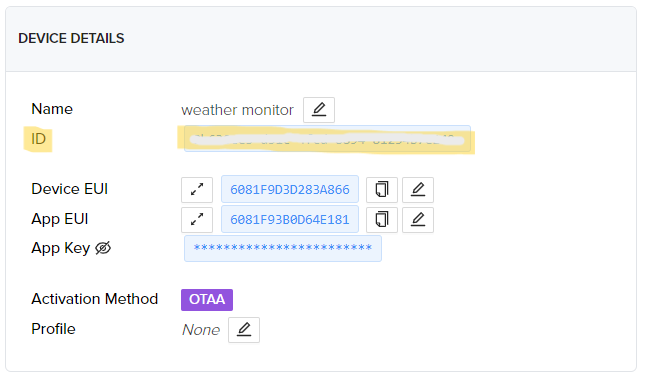 DEVICE DETAILS
Name weather monitor
ID
Device EUI 6081F9D3D283A866
App EUI 6081F93B0D64E181
App Key ************************
Activation Method OTAA
Profile None